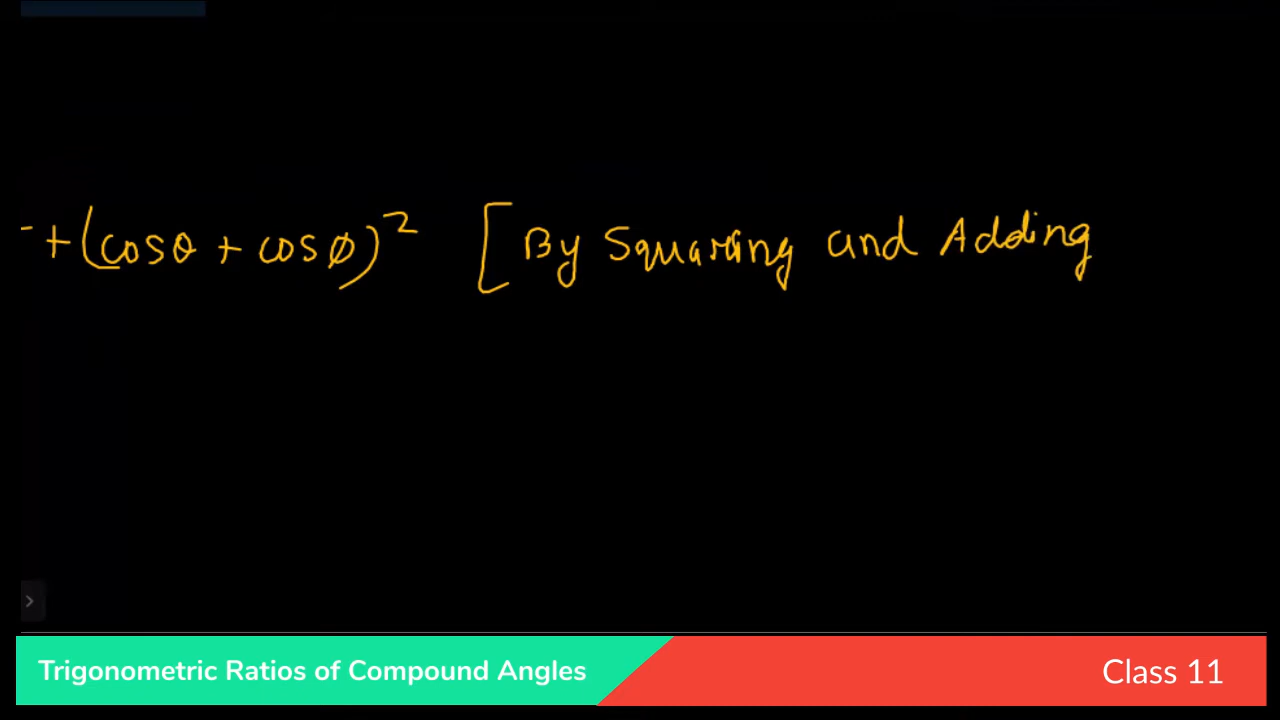 +(cosθ + cosϕ)² [By Squaring and Adding
Trigonometric Ratios of Compound Angles
Class 11